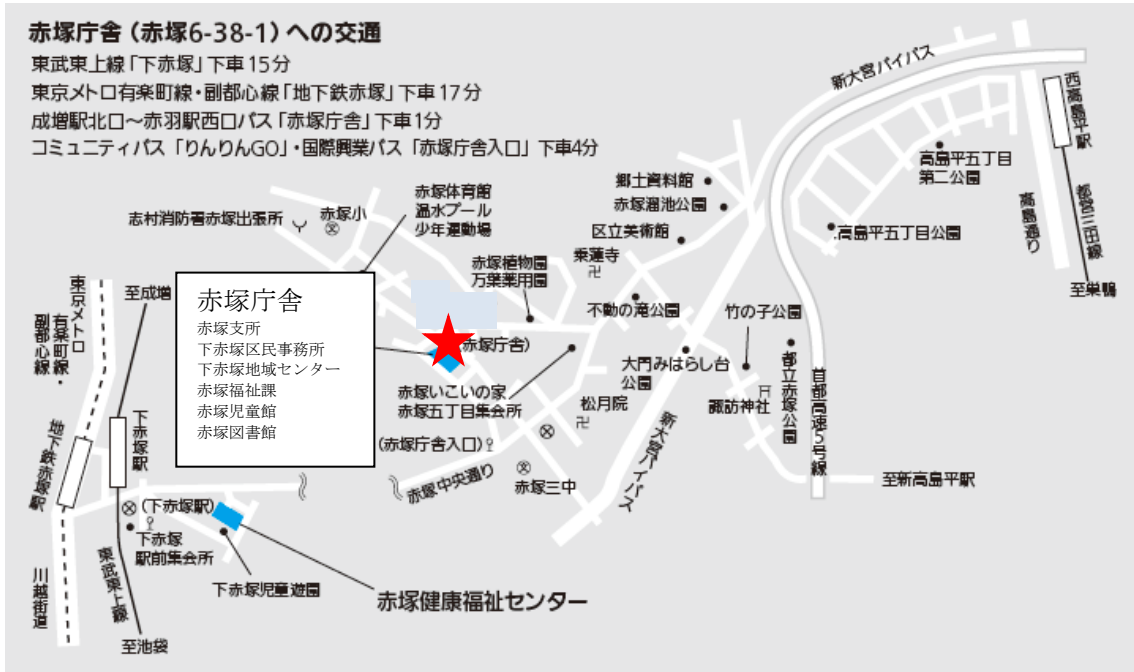 赤塚庁舎（赤塚6-38-1）への交通
東武東上線「下赤塚」下車15分
東京メトロ有楽町線・副都心線「地下鉄赤塚」下車17分
成増駅北口～赤羽駅西口バス「赤塚庁舎」下車1分
コミュニティバス「りんりんGO」・国際興業バス「赤塚庁舎入口」下車4分
新大宮バイパス
西高島平駅
高島平五丁目
第二公園
高島通り
都営三田線
至巣鴨
高島平五丁目公園
郷土資料館
赤塚溜池公園
区立美術館
乗蓮寺
不動の滝公園
竹の子公園
赤塚体育館
温水プール
少年運動場
志村消防署赤塚出張所
赤塚小
赤塚植物園
万葉薬用園
東京メトロ
有楽町線・
副都心線
至成増
赤塚庁舎
赤塚支所
下赤塚区民事務所
下赤塚地域センター
赤塚福祉課
赤塚児童館
赤塚図書館
赤塚庁舎)
大門みはらし台
公園
都立赤塚公園
首都高速5号線
諏訪神社
赤塚いこいの家
赤塚五丁目集会所
松月院
新大宮バイパス
(赤塚庁舎入口)
赤塚中央通り
赤塚三中
至新高島平駅
下赤塚駅
地下鉄赤塚駅
(下赤塚駅)
下赤塚
駅前集会所
東武東上線
川越街道
下赤塚児童遊園
赤塚健康福祉センター
至池袋